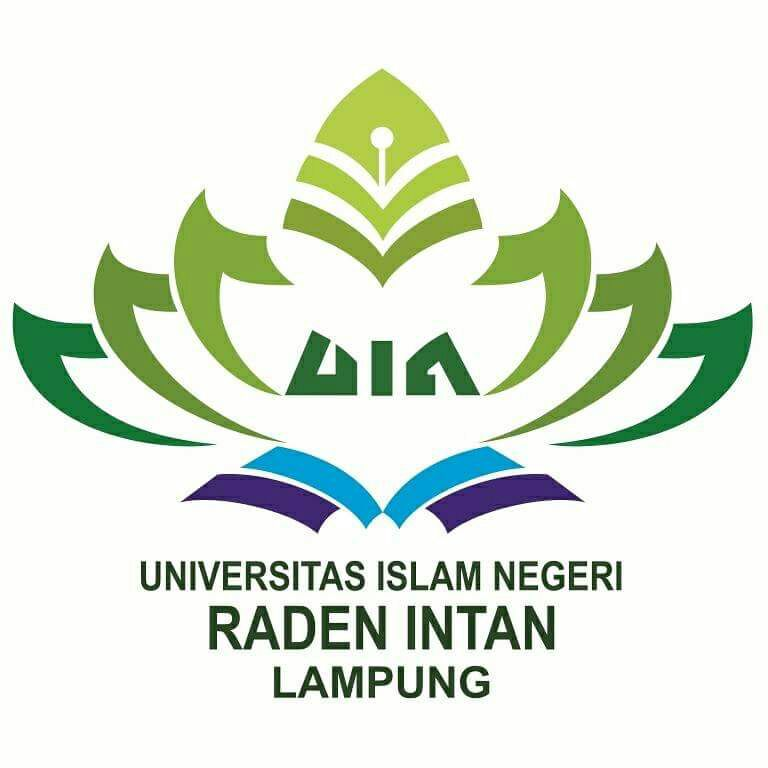 UIN
UNIVERSITAS ISLAM NEGERI
RADEN INTAN
LAMPUNG